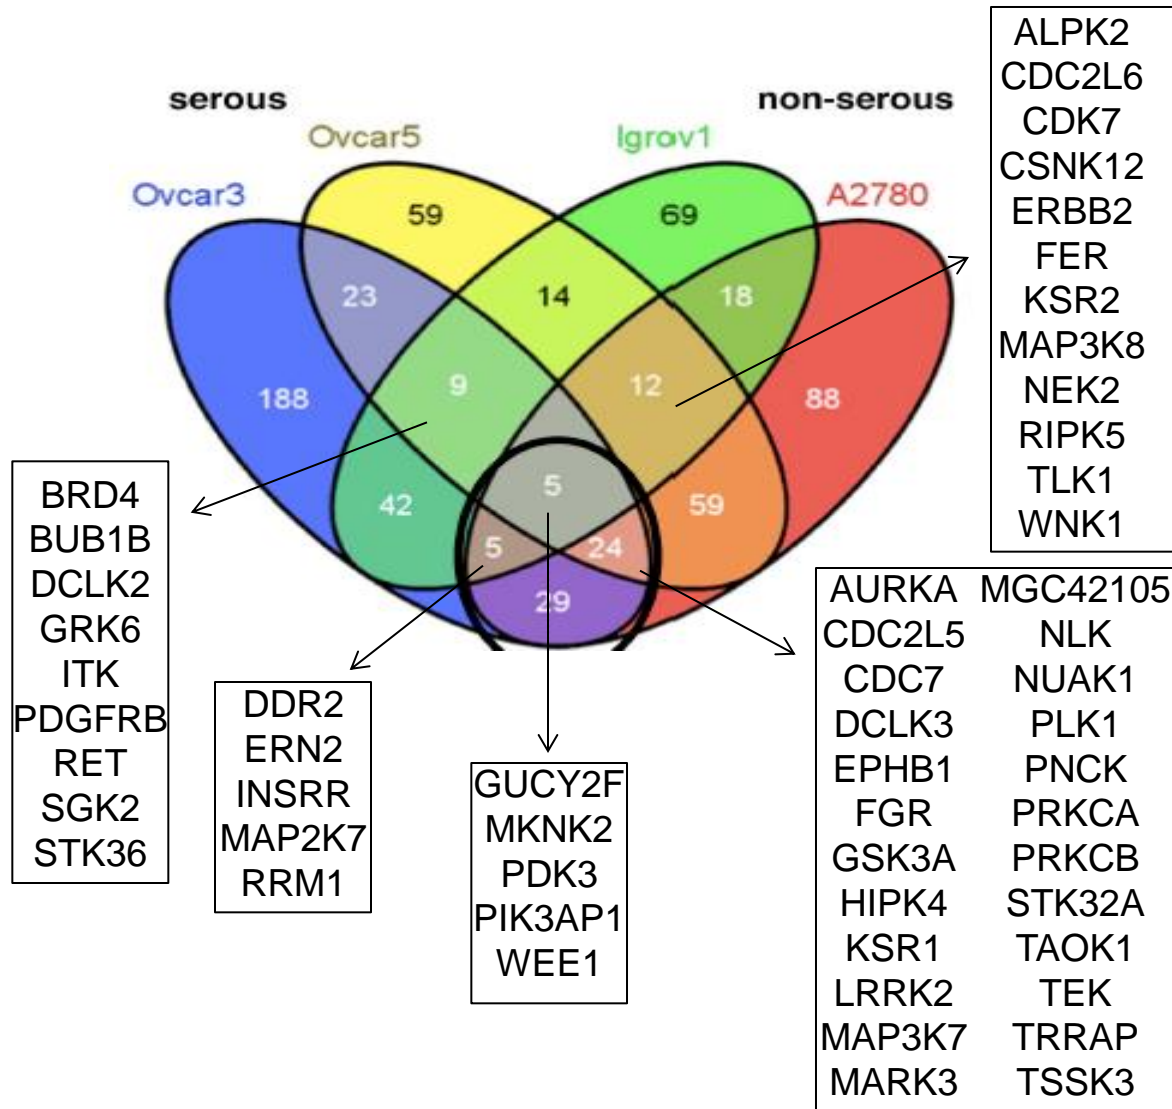 serous
non-serous
Ovcar5
Igrov1
Ovcar3
A2780
59
69
23
14
18
188
9
12
88
42
5
59
5
24
29
ALPK2
CDC2L6
CDK7
CSNK12
ERBB2
FER
KSR2
MAP3K8
NEK2
RIPK5
TLK1
WNK1
BRD4
BUB1B
DCLK2
GRK6
ITK
PDGFRB
RET
SGK2
STK36
DDR2
ERN2
INSRR
MAP2K7
RRM1
GUCY2F
MKNK2
PDK3
PIK3AP1
WEE1
AURKA MGC42105
CDC2L5 NLK
CDC7 NUAK1
DCLK3 PLK1
EPHB1 PNCK
FGR PRKCA
GSK3A PRKCB
HIPK4 STK32A
KSR1 TAOK1
LRRK2 TEK
MAP3K7 TRRAP
MARK3 TSSK3